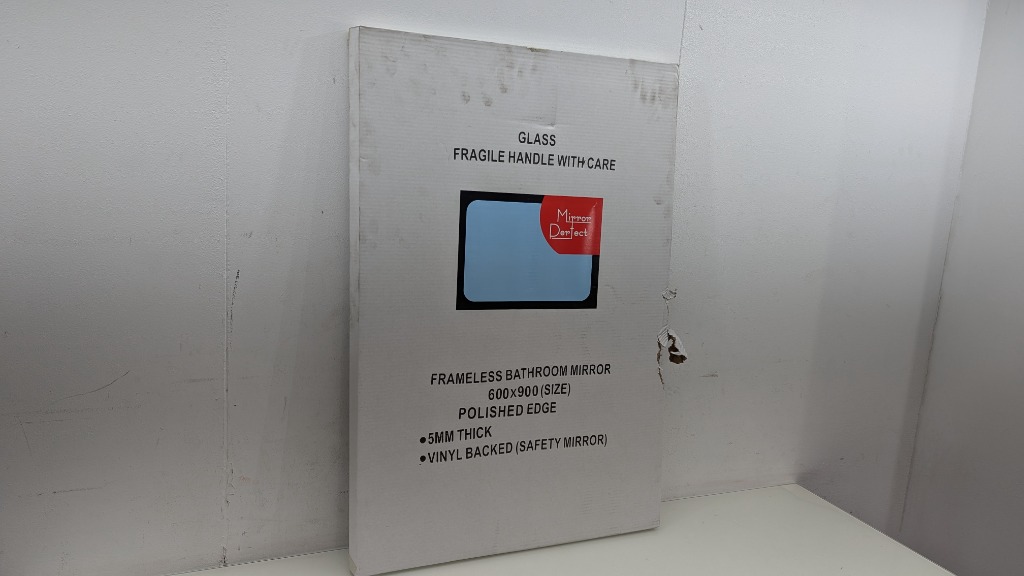 GLASS
FRAGILE HANDLE WITH CARE
Mirror
Perfect
FRAMELESS BATHROOM MIRROR
600X900(SIZE)
POLISHED EDGE
•5MM THICK
•VINYL BACKED(SAFETY MIRROR)